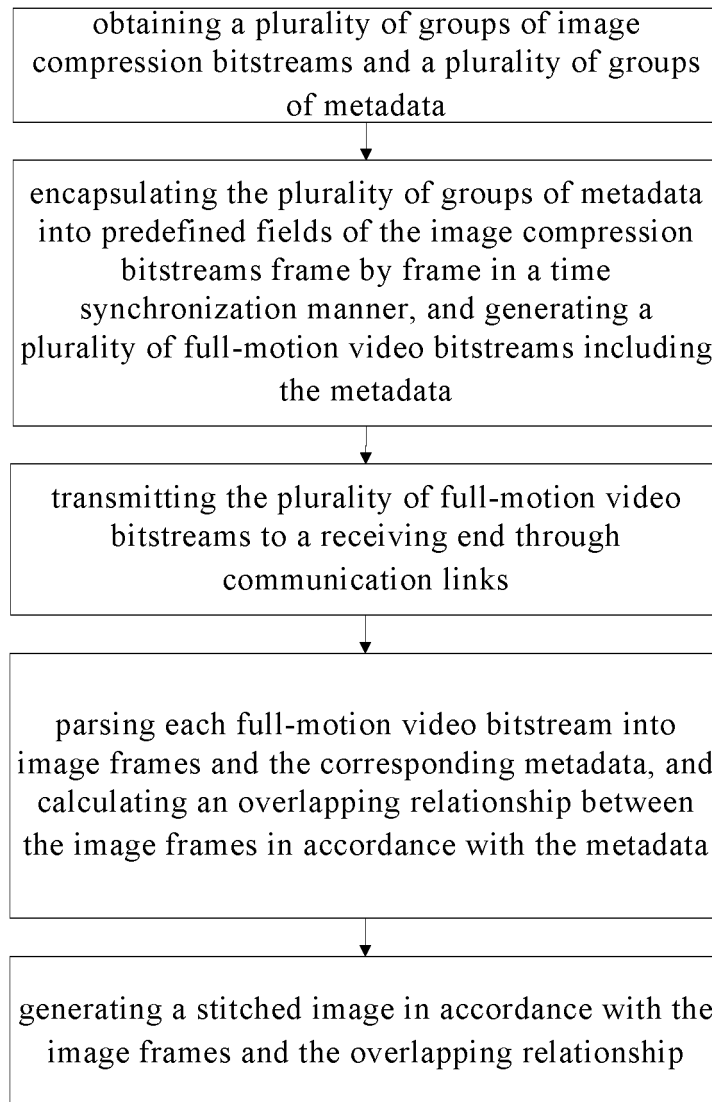 obtaining a plurality of groups of image
compression bitstreams and a plurality of groups
of metadata
encapsulating the plurality of groups of metadata
into predefined fields of the image compression
bitstreams frame by frame in a time
synchronization manner, and generating a
plurality of full-motion video bitstreams including
the metadata
transmitting the plurality of full-motion video
bitstreams to a receiving end through
communication links
parsing each full-motion video bitstream into
image frames and the corresponding metadata, and
calculating an overlapping relationship between
the image frames in accordance with the metadata
generating a stitched image in accordance with the
image frames and the overlapping relationship